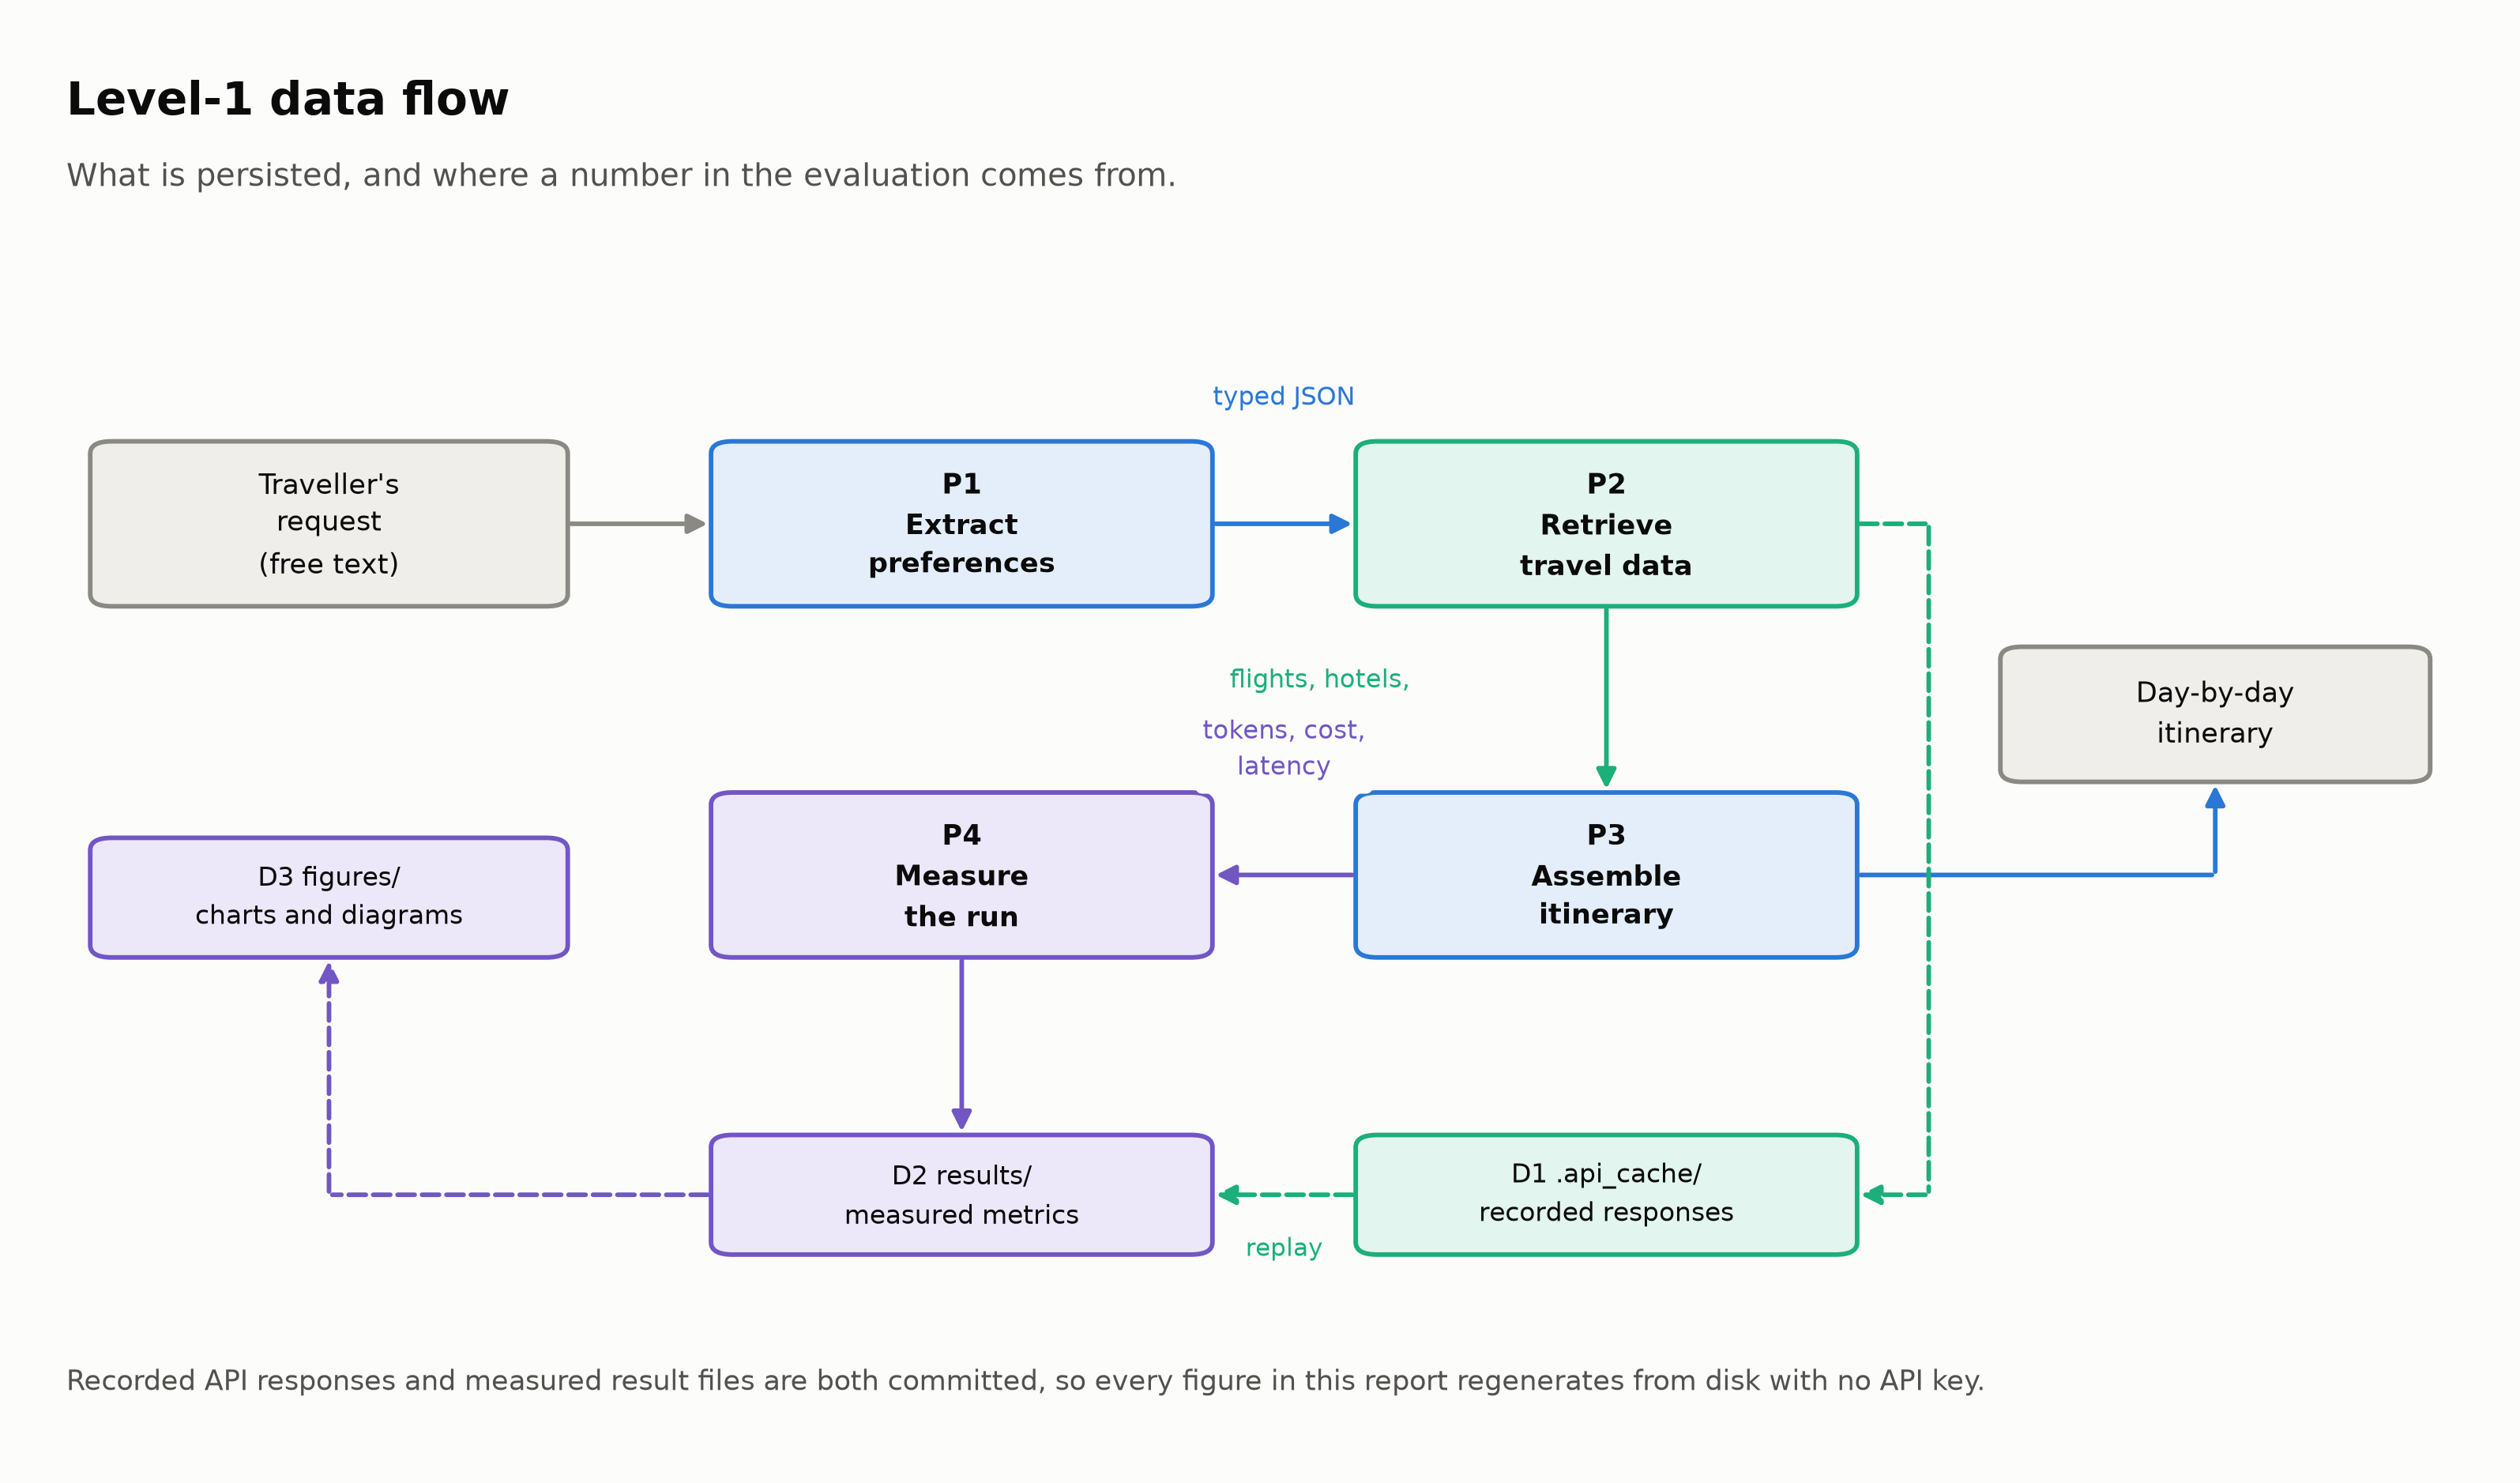 Level-1 data flow
What is persisted, and where a number in the evaluation comes from.
typed JSON
Traveller's
request
(free text)
P1
Extract
preferences
P2
Retrieve
travel data
flights, hotels,
tokens, cost,
latency
Day-by-day
itinerary
D3 figures/
charts and diagrams
P4
Measure
the run
P3
Assemble
itinerary
D2 results/
measured metrics
replay
D1 .api_cache/
recorded responses
Recorded API responses and measured result files are both committed, so every figure in this report regenerates from disk with no API key.